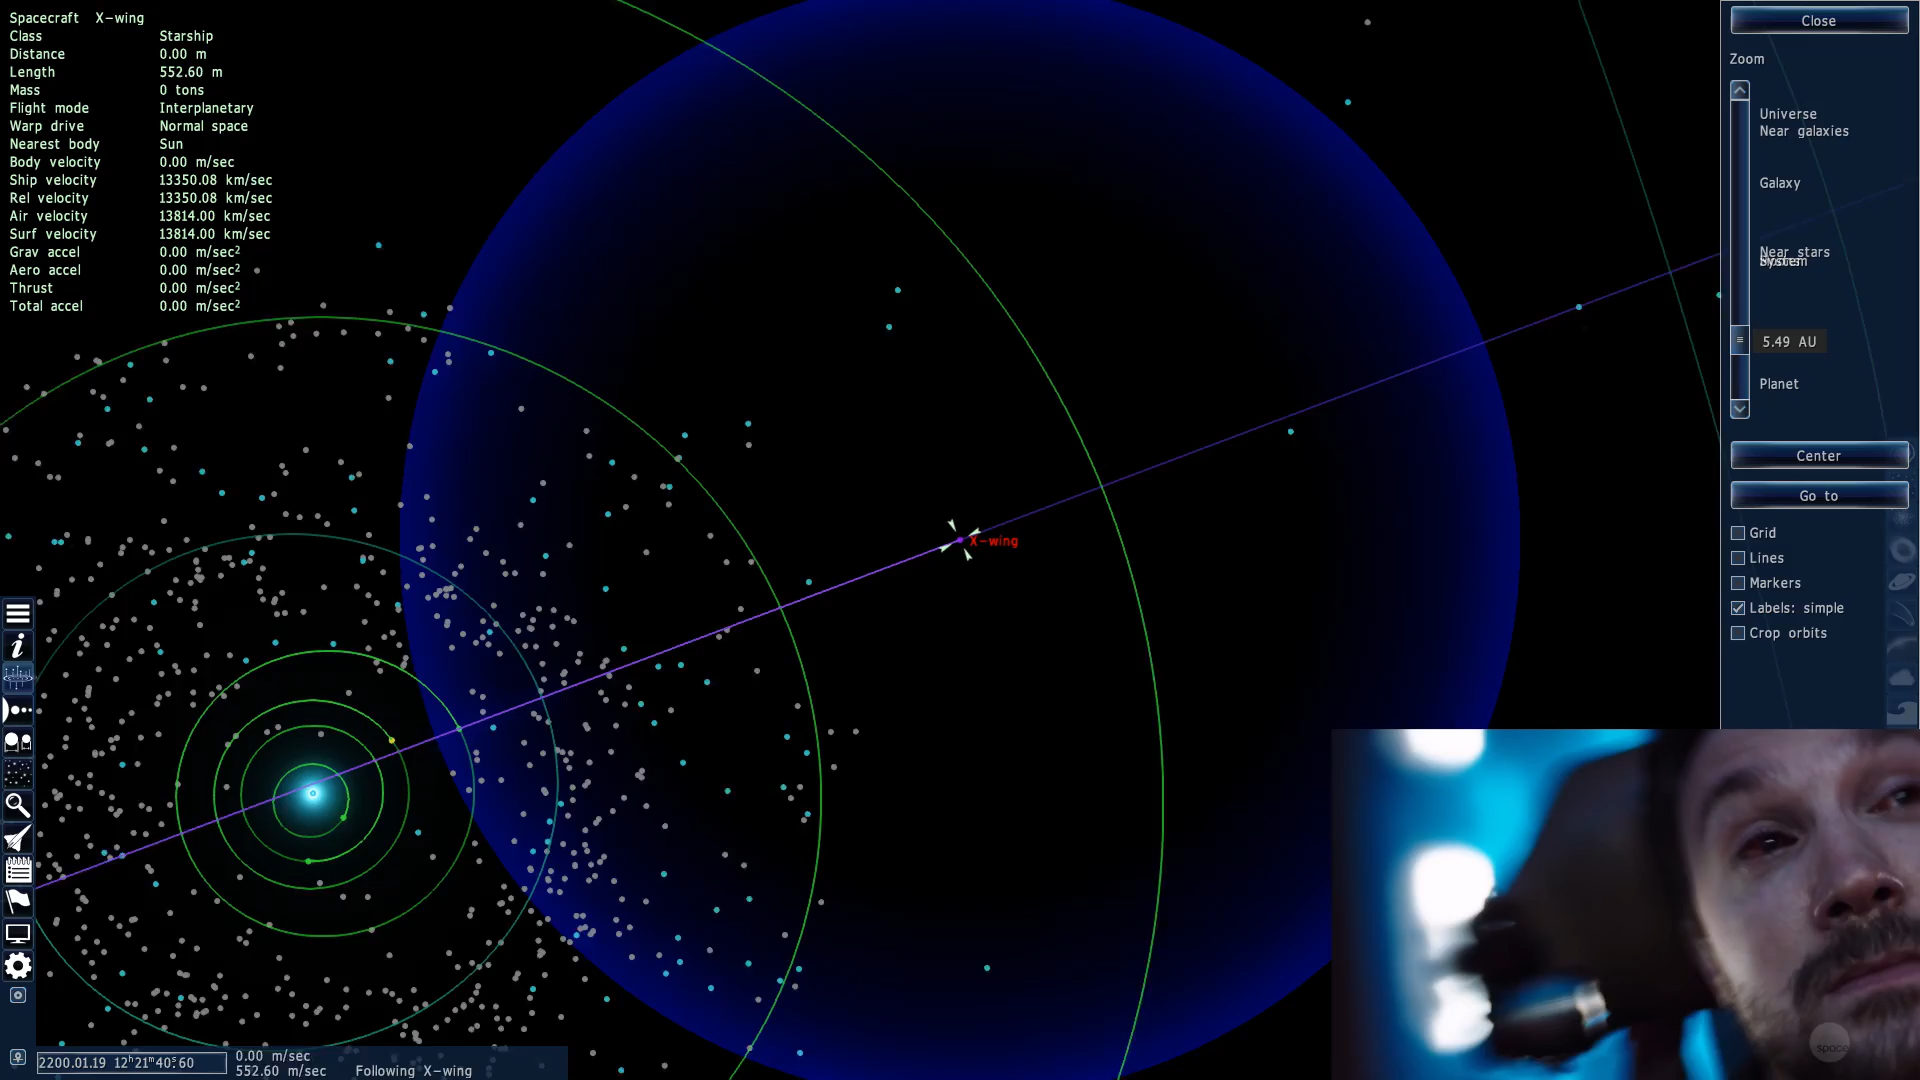 Spacecraft X-wing
Class Starship
Distance 0.00 m
Length 552.60 m
Mass 0 tons
Flight mode Interplanetary
Warp drive Normal space
Nearest body Sun
Body velocity 0.00 m/sec
Ship velocity 13350.08 km/sec
Rel velocity 13350.08 km/sec
Air velocity 13814.00 km/sec
Surf velocity 13814.00 km/sec
Grav accel 0.00 m/sec²
Aero accel 0.00 m/sec²
Thrust 0.00 m/sec²
Total accel 0.00 m/sec²
X-wing
Close
Zoom
Universe
Near galaxies
Galaxy
Near stars
System
5.49 AU
Planet
Center
Go to
Grid
Lines
Markers
Labels: simple
Crop orbits
2200.01.19 12h21m40s60
0.00 m/sec
552.60 m/sec Following X-wing
space